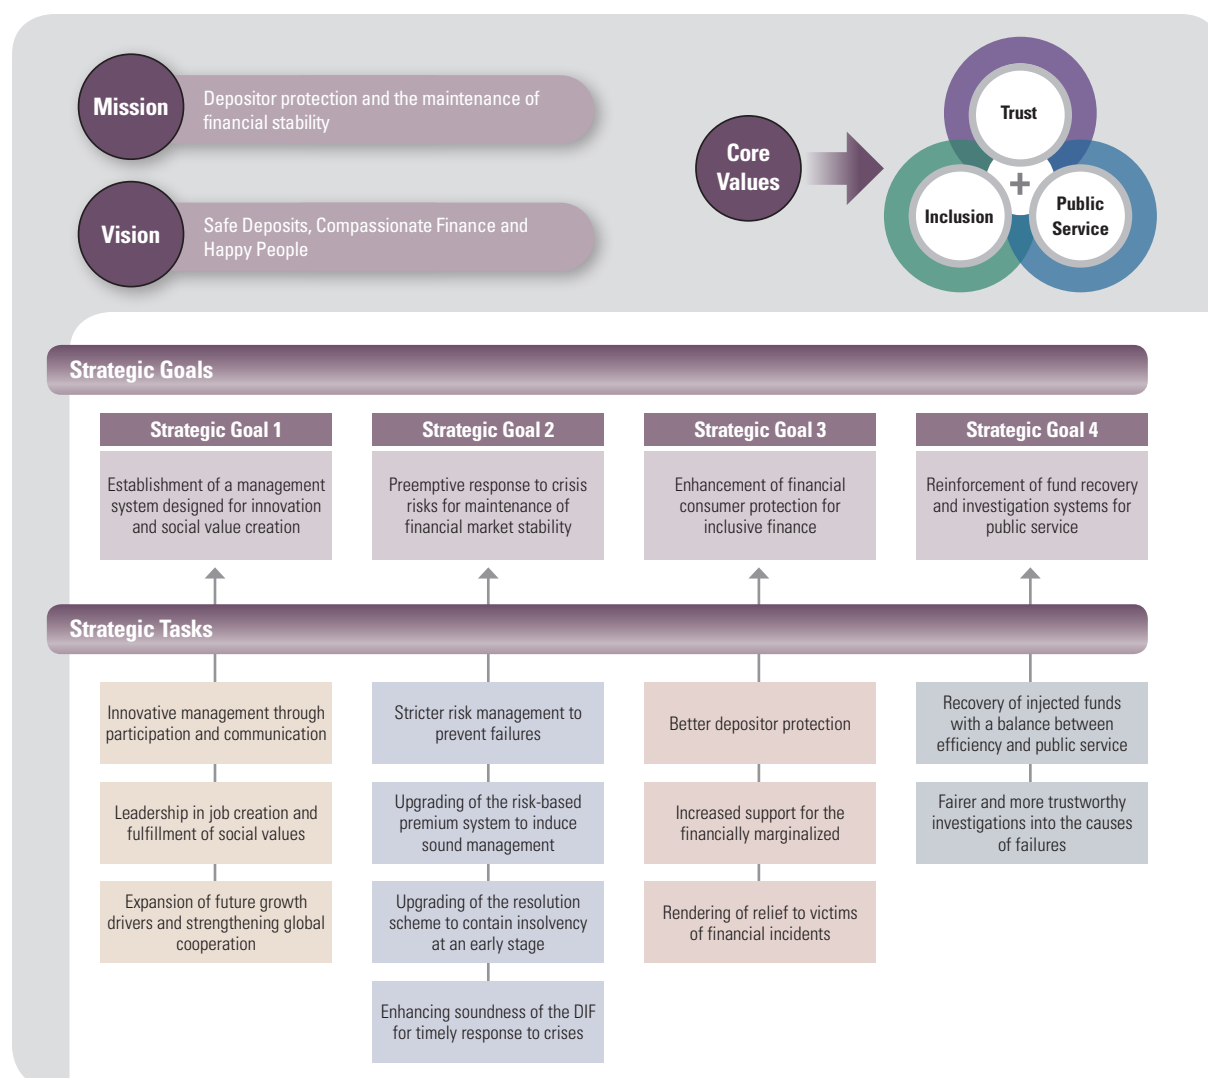 Mission
Depositor protection and the maintenance of
financial stability
Vision
Safe Deposits, Compassionate Finance and
Happy People
Core
Values
Trust
+
Inclusion
Public
Service
Strategic Goals
Strategic Goal 1
Establishment of a management
system designed for innovation
and social value creation
Strategic Goal 2
Preemptive response to crisis
risks for maintenance of
financial market stability
Strategic Goal 3
Enhancement of financial
consumer protection for
inclusive finance
Strategic Goal 4
Reinforcement of fund recovery
and investigation systems for
public service
Strategic Tasks
Innovative management through
participation and communication
Leadership in job creation and
fulfillment of social values
Expansion of future growth
drivers and strengthening global
cooperation
Stricter risk management to
prevent failures
Upgrading of the risk-based
premium system to induce
sound management
Upgrading of the resolution
scheme to contain insolvency
at an early stage
Enhancing soundness of the DIF
for timely response to crises
Better depositor protection
Increased support for the
financially marginalized
Rendering of relief to victims
of financial incidents
Recovery of injected funds
with a balance between
efficiency and public service
Fairer and more trustworthy
investigations into the causes
of failures